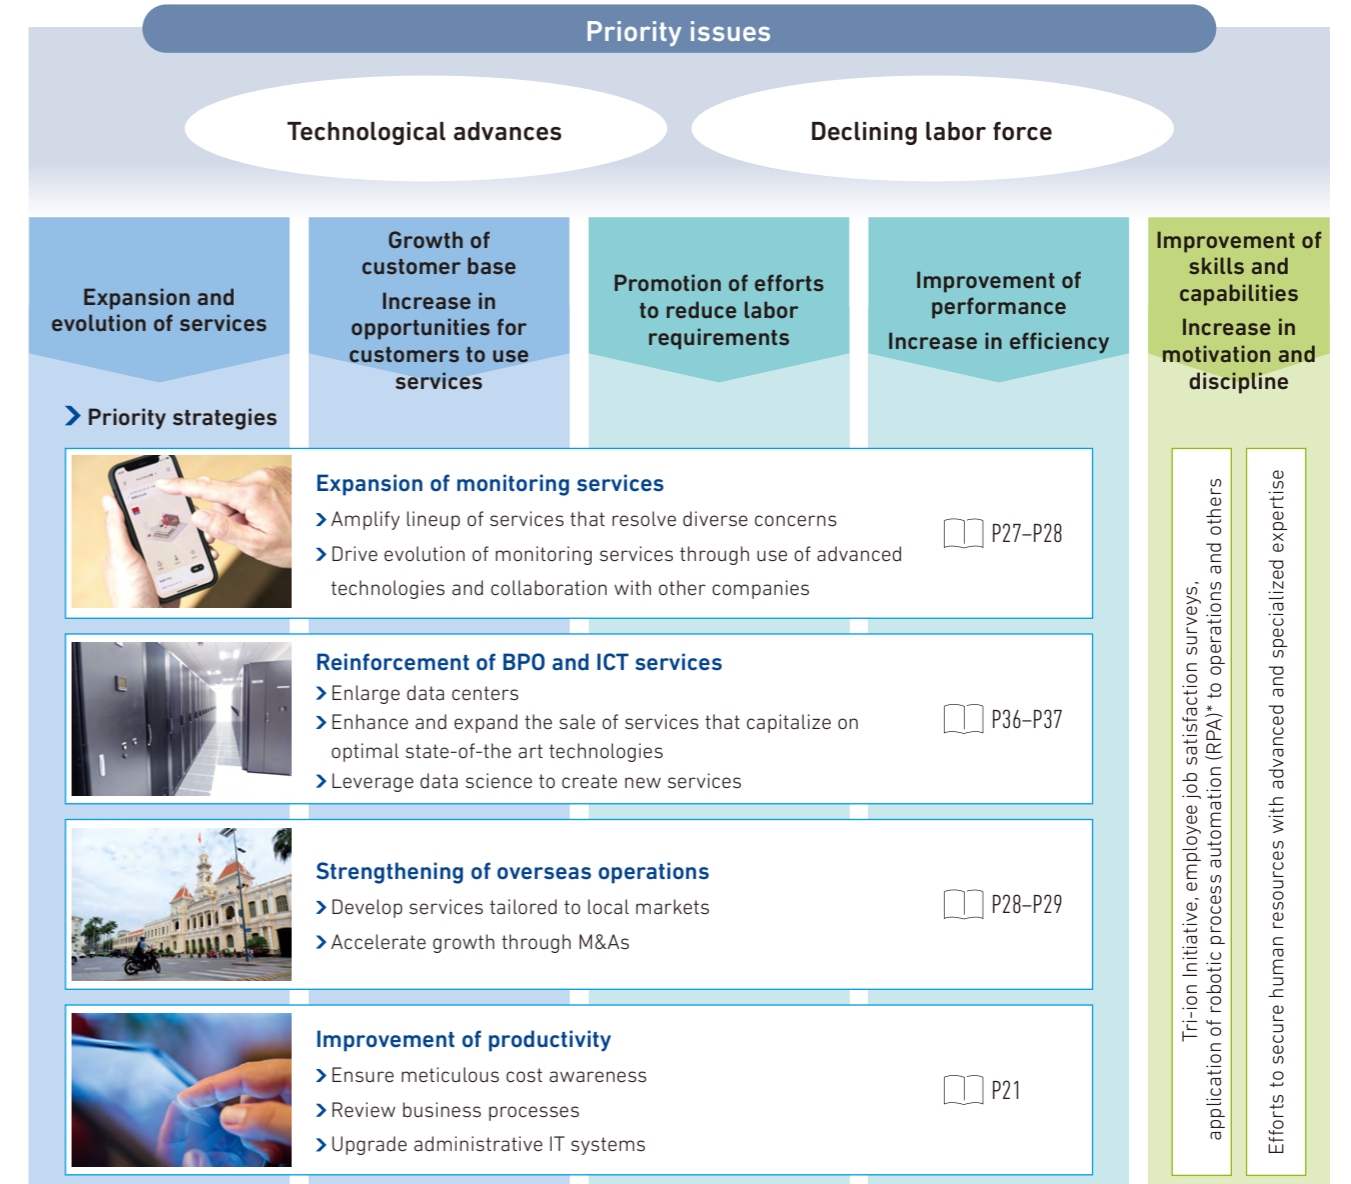 Priority issues
Technological advances
Declining labor force
Expansion and
evolution of services
Growth of
customer base
Increase in
opportunities for
customers to use
services
Promotion of efforts
to reduce labor
requirements
Improvement of
performance
Increase in efficiency
Improvement of
skills and
capabilities
Increase in
motivation and
discipline
Priority strategies
Expansion of monitoring services
Amplify lineup of services that resolve diverse concerns
Drive evolution of monitoring services through use of advanced
technologies and collaboration with other companies
P27–P28
Reinforcement of BPO and ICT services
Enlarge data centers
Enhance and expand the sale of services that capitalize on
optimal state-of-the art technologies
Leverage data science to create new services
P36–P37
Strengthening of overseas operations
Develop services tailored to local markets
Accelerate growth through M&As
P28–P29
Improvement of productivity
Ensure meticulous cost awareness
Review business processes
Upgrade administrative IT systems
P21
Tri-ion Initiative, employee job satisfaction surveys,
application of robotic process automation (RPA)* to operations and others
Efforts to secure human resources with advanced and specialized expertise